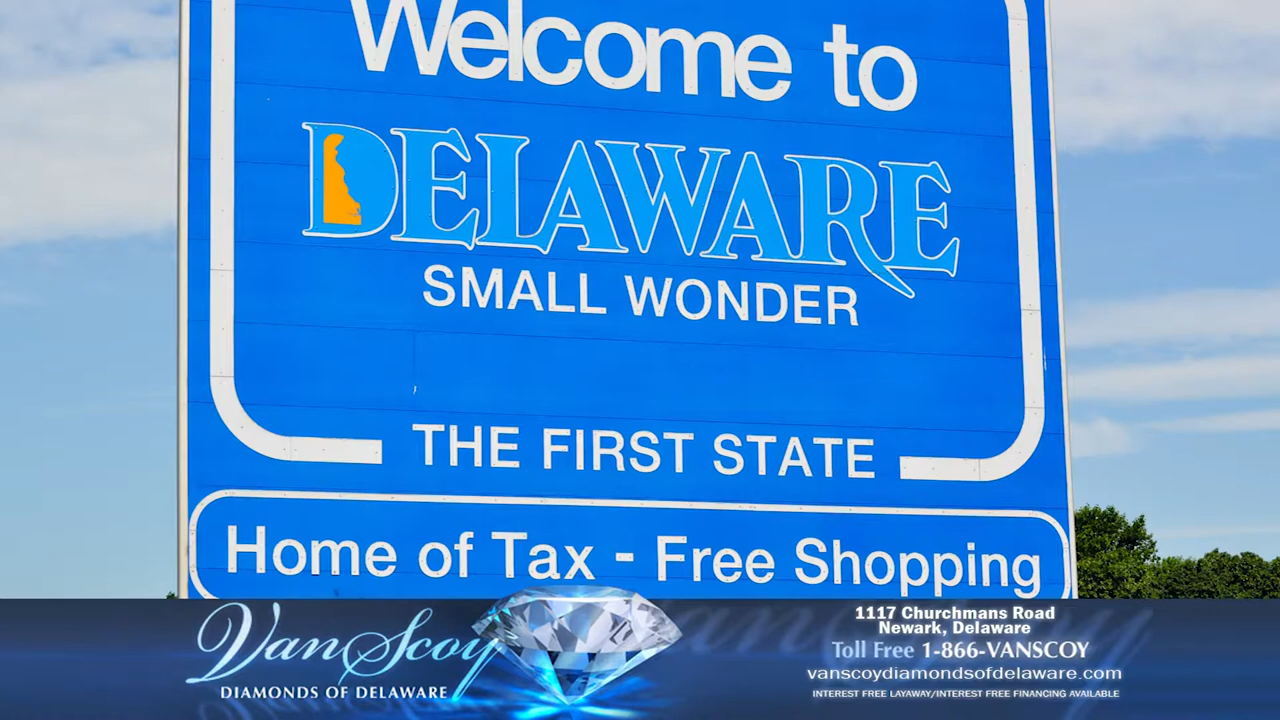 Welcome to
DELAWARE
SMALL WONDER
THE FIRST STATE
Home of Tax - Free Shopping
VanScoy
DIAMONDS OF DELAWARE
1117 Churchmans Road
Newark, Delaware
Toll Free 1-866-VANSCOY
vanscoydiamondsofdelaware.com
INTEREST FREE LAYAWAY/INTEREST FREE FINANCING AVAILABLE